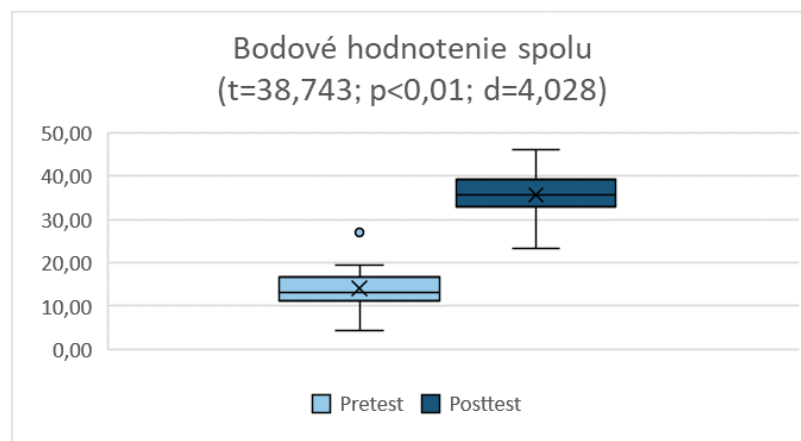 Bodové hodnotenie spolu
(t=38,743; p<0,01; d=4,028)
50,00
40,00
30,00
20,00
10,00
0,00
Pretest Posttest